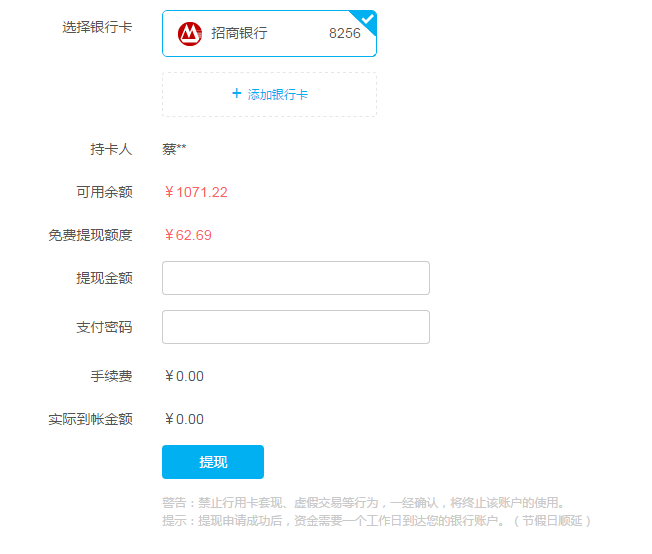 选择银行卡 招商银行 8256
+ 添加银行卡
持卡人 蔡**
可用余额 ￥1071.22
免费提现额度 ￥62.69
提现金额
支付密码
手续费 ￥0.00
实际到帐金额 ￥0.00
提现
警告：禁止行用卡套现、虚假交易等行为，一经确认，将终止该账户的使用。
提示：提现申请成功后，资金需要一个工作日到达您的银行账户。（节假日顺延）